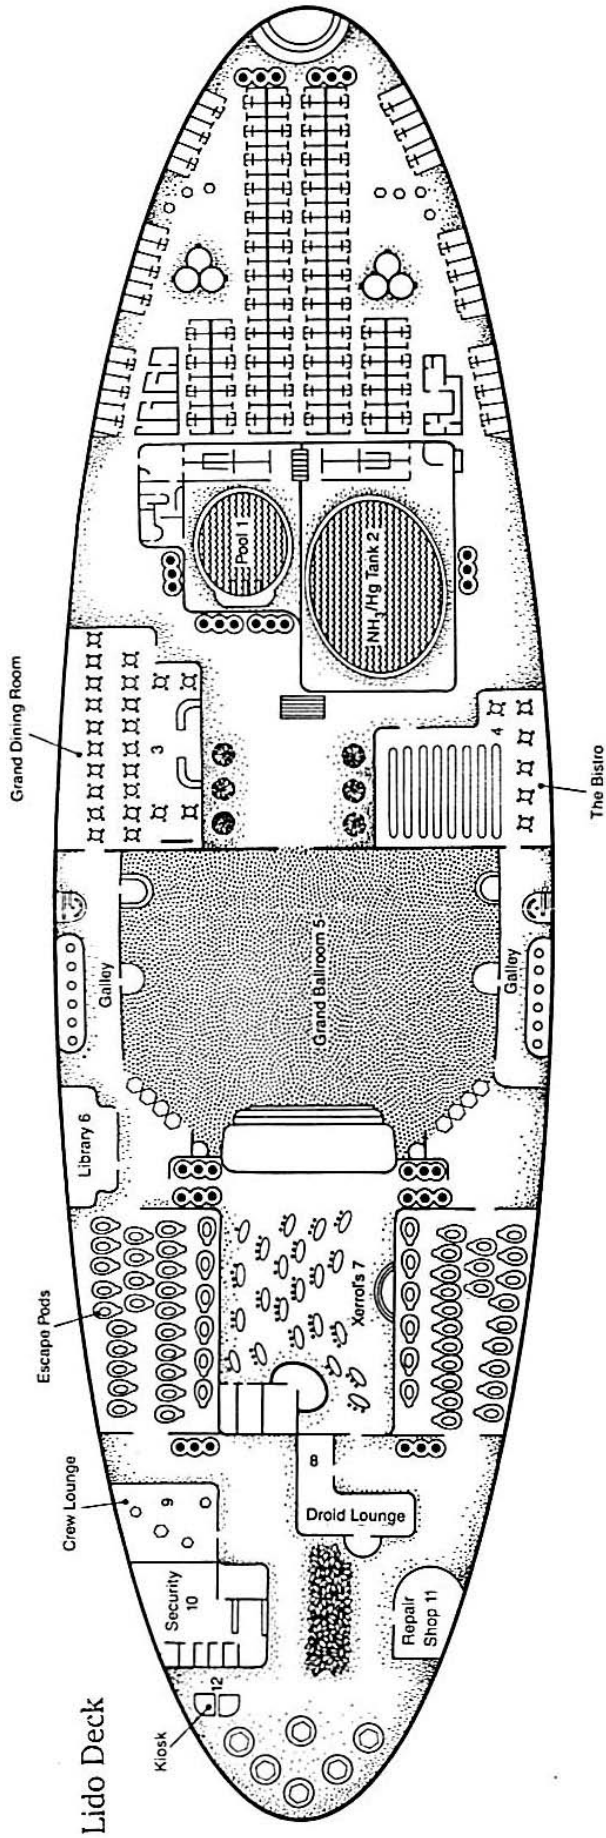 Lido Deck
Kiosk
12
Security
10
Crew Lounge
9
Repair
Shop 11
Droid Lounge
8
Escape Pods
Xorrol's 7
Library 6
Galley
Galley
Grand Ballroom 5
Grand Dining Room
3
The Bistro
4
Pool 1
NH₃/Hg Tank 2